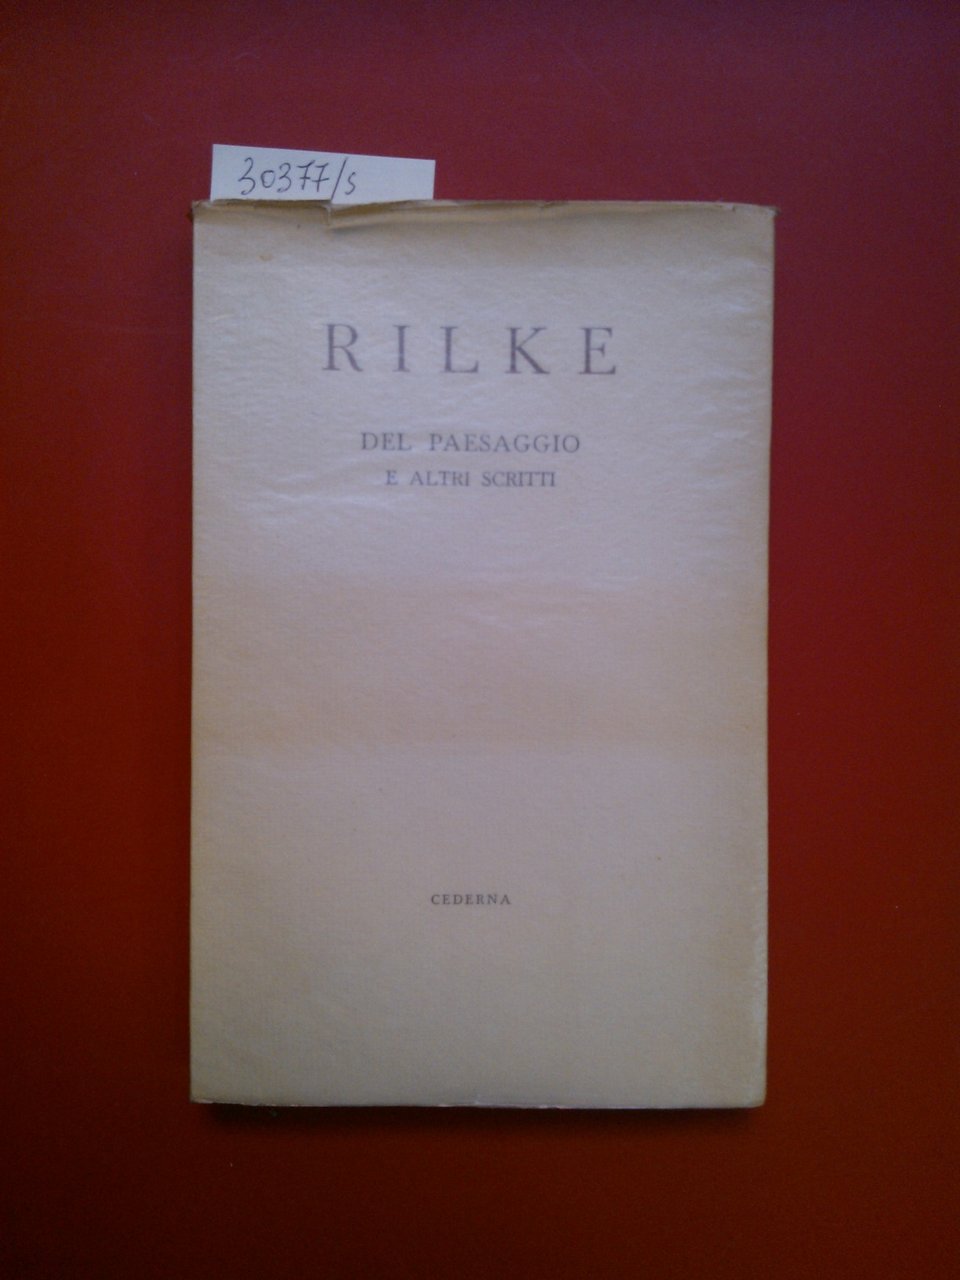 30377/s
RILKE
DEL PAESAGGIO
E ALTRI SCRITTI
CEDERNA